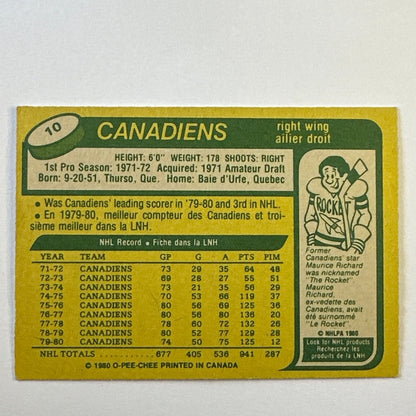 10
CANADIENS
right wing
ailier droit
HEIGHT: 6'0" WEIGHT: 178 SHOOTS: RIGHT
1st Pro Season: 1971-72 Acquired: 1971 Amateur Draft
Born: 9-20-51, Thurso, Que. Home: Baie d'Urfe, Quebec
• Was Canadiens' leading scorer in '79-80 and 3rd in NHL.
• En 1979-80, meilleur compteur des Canadiens et troi-
sième meilleur dans la LNH.
NHL Record • Fiche dans la LNH
YEAR TEAM GP G A PTS PIM
71-72 CANADIENS 73 29 35 64 48
72-73 CANADIENS 69 28 27 55 51
73-74 CANADIENS 73 21 35 56 32
74-75 CANADIENS 70 53 66 119 37
75-76 CANADIENS 80 56 69 125 36
76-77 CANADIENS 80 56 80 136 20
77-78 CANADIENS 78 60 72 132 26
78-79 CANADIENS 80 52 77 129 28
79-80 CANADIENS 74 50 75 125 12
NHL TOTALS 677 405 536 941 287
© 1980 O-PEE-CHEE PRINTED IN CANADA
ROCKET
Former
Canadiens' star
Maurice Richard
was nicknamed
"The Rocket".
Maurice
Richard,
ex-vedette des
Canadiens, avait
été surnommé
"Le Rocket".
© NHLPA 1980
Look for NHL products
Recherchez les
produits de la LNH